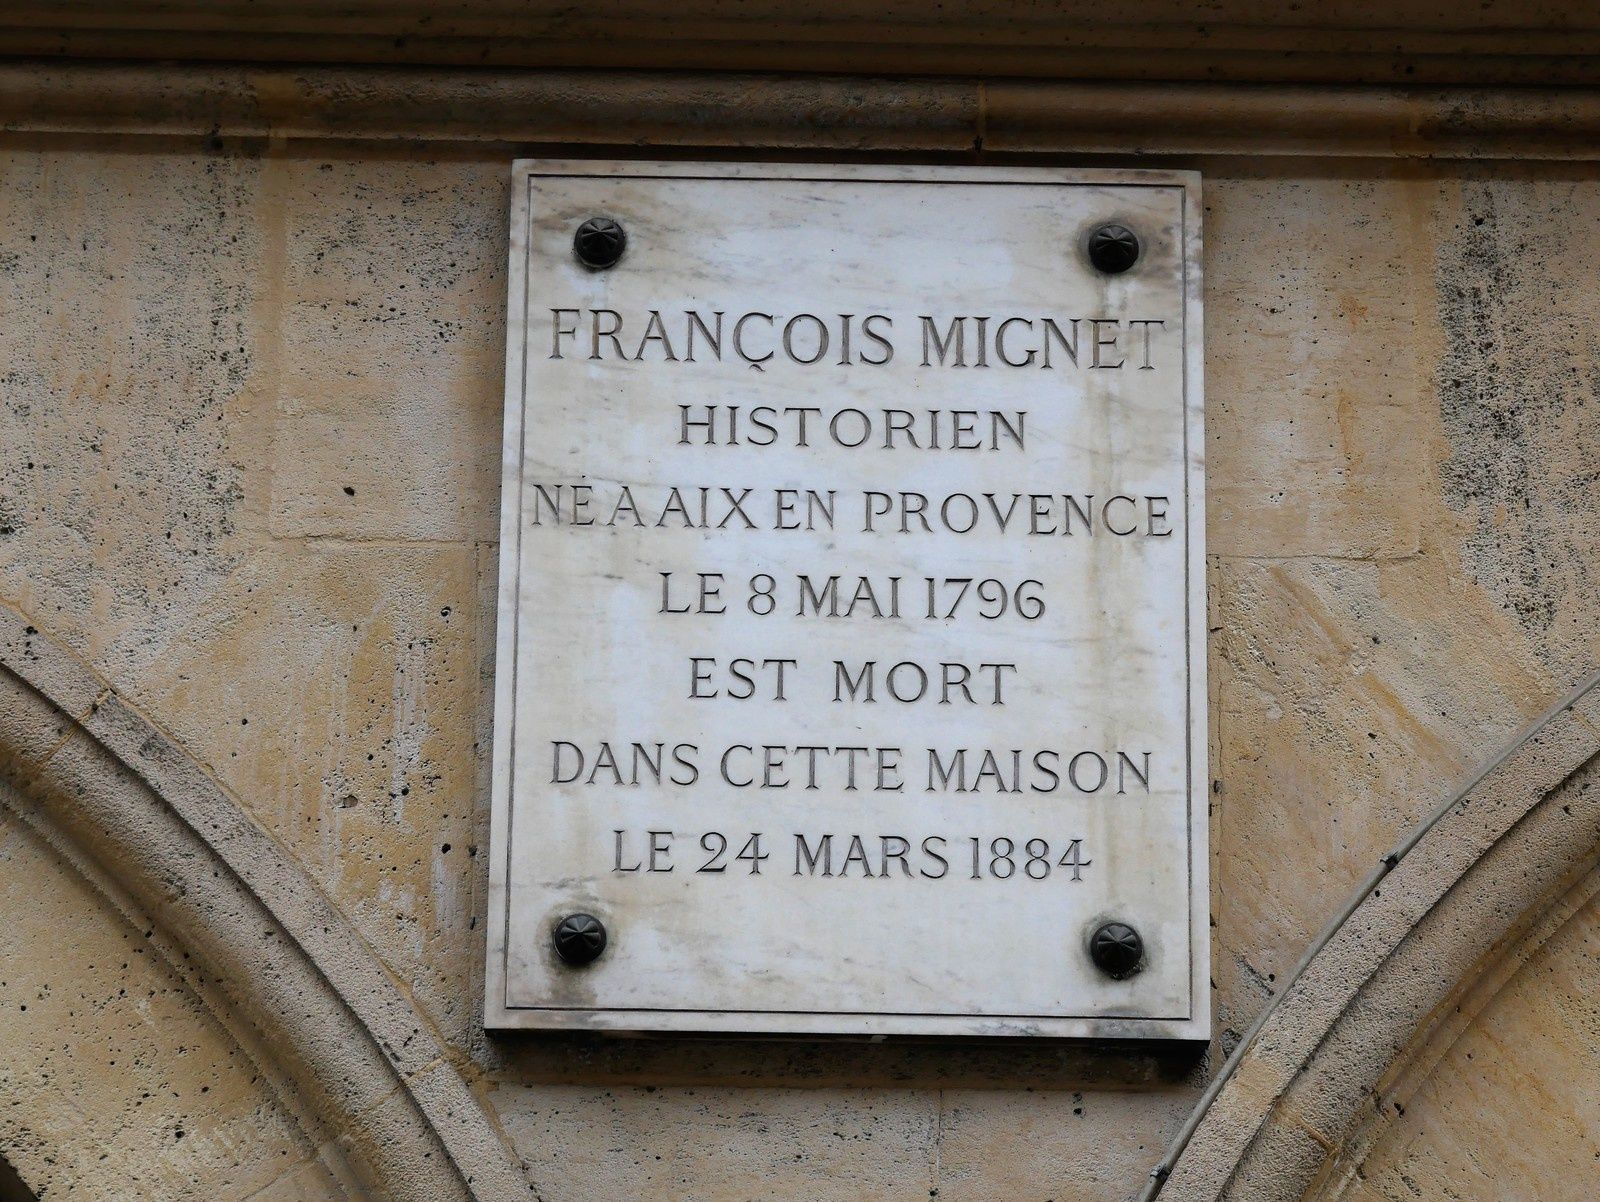 FRANÇOIS MIGNET
HISTORIEN
NÉ A AIX EN PROVENCE
LE 8 MAI 1796
EST MORT
DANS CETTE MAISON
LE 24 MARS 1884